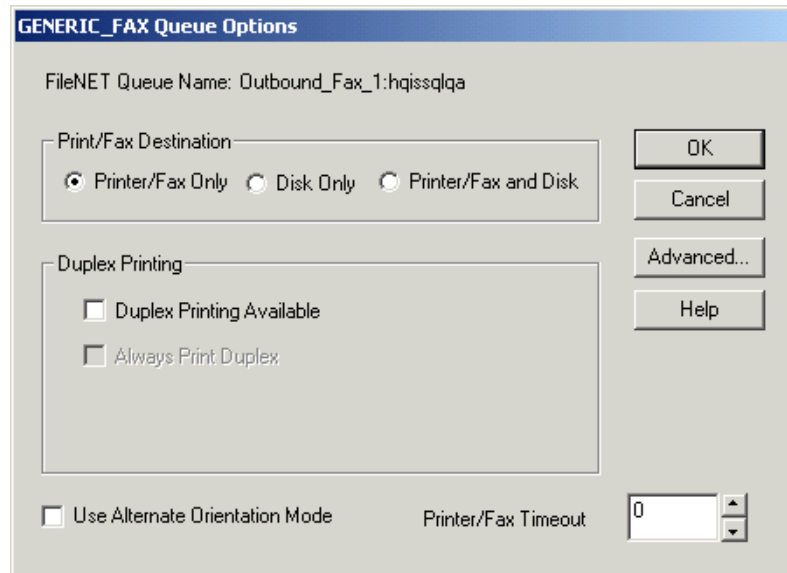 GENERIC_FAX Queue Options
FileNET Queue Name: Outbound_Fax_1:hqissqlqa
Print/Fax Destination
Printer/Fax Only
Disk Only
Printer/Fax and Disk
OK
Cancel
Advanced...
Help
Duplex Printing
Duplex Printing Available
Always Print Duplex
Use Alternate Orientation Mode
Printer/Fax Timeout
0